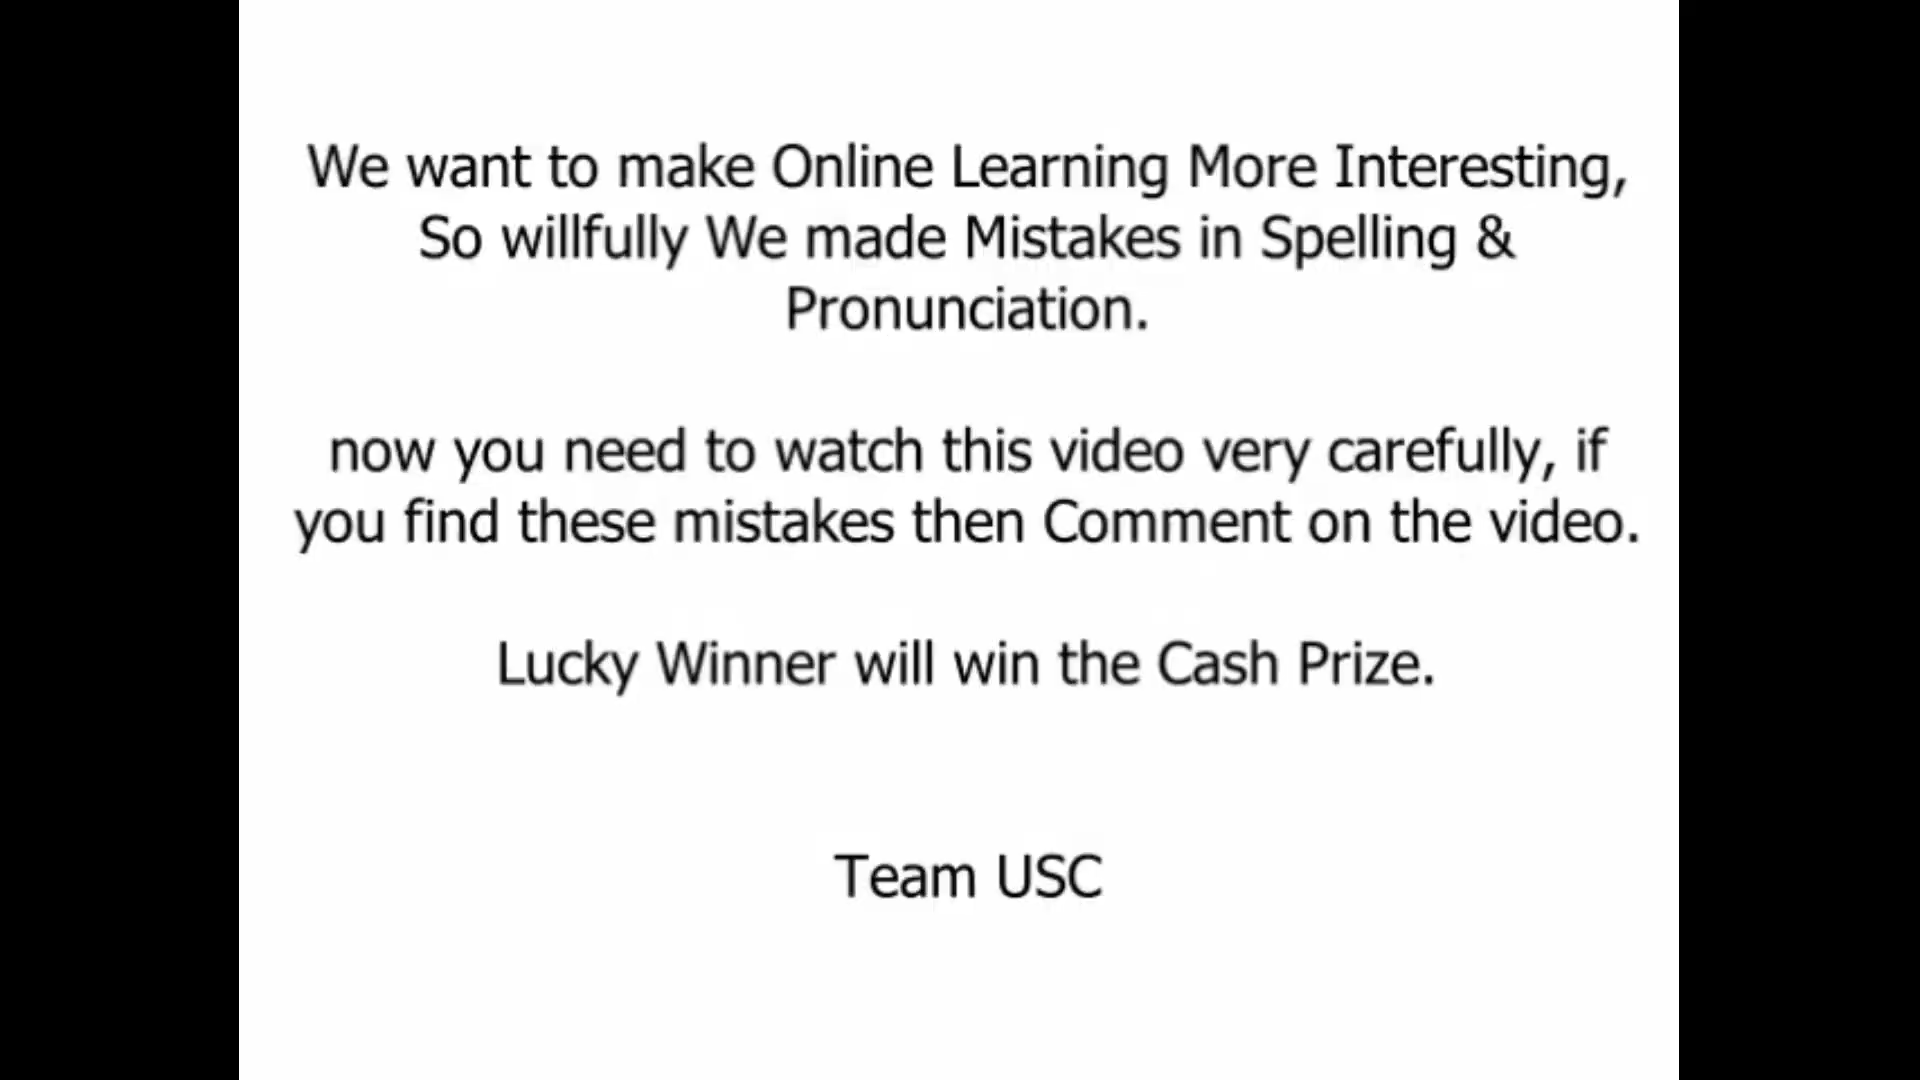 We want to make Online Learning More Interesting,
So willfully We made Mistakes in Spelling &
Pronunciation.
now you need to watch this video very carefully, if
you find these mistakes then Comment on the video.
Lucky Winner will win the Cash Prize.
Team USC